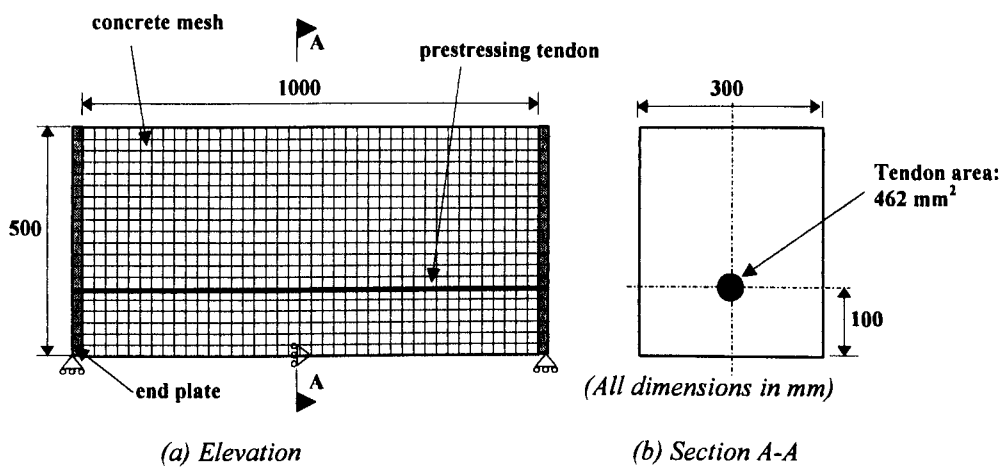 concrete mesh
A
prestressing tendon
1000
300
500
Tendon area:
462 mm²
100
A
end plate
(All dimensions in mm)
(a) Elevation
(b) Section A-A